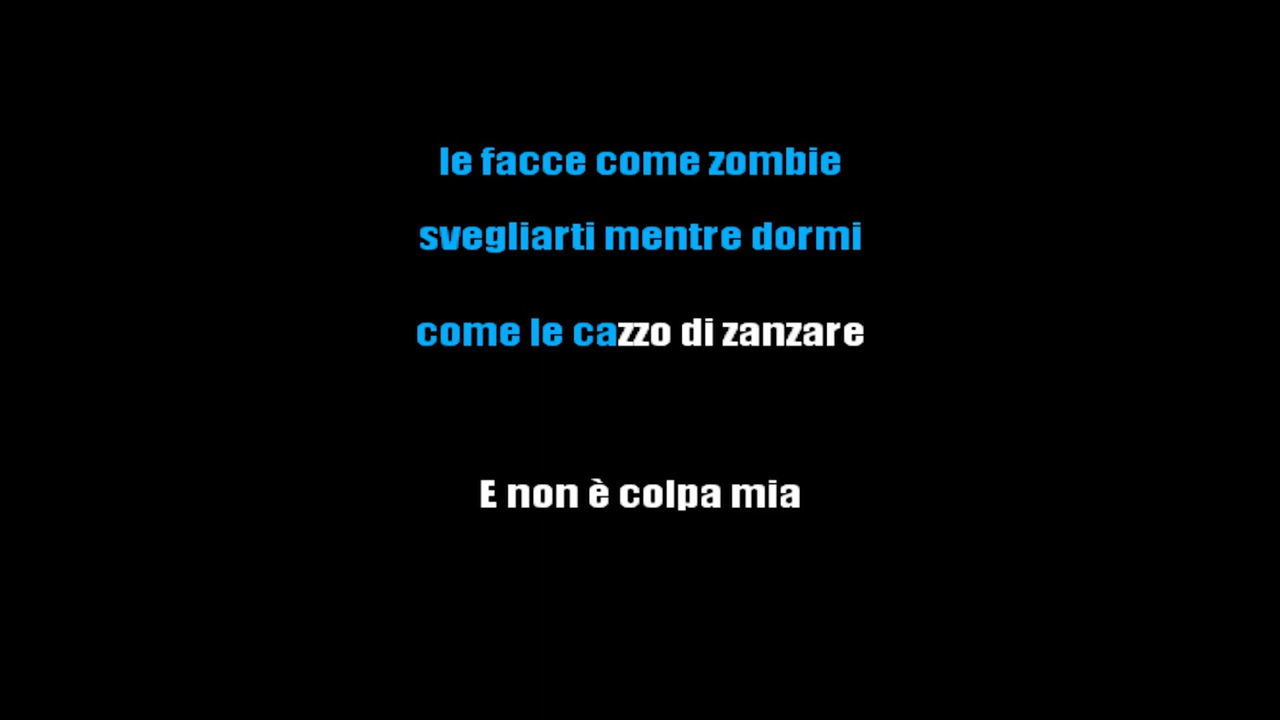 le facce come zombie
svegliarti mentre dormi
come le cazzo di zanzare
E non è colpa mia